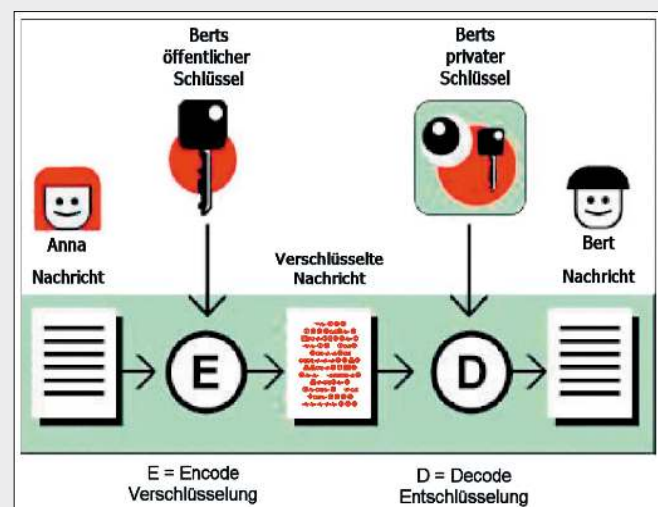 Berts
öffentlicher
Schlüssel
Berts
privater
Schlüssel
Anna
Bert
Nachricht
Verschlüsselte
Nachricht
Nachricht
E
D
E = Encode
Verschlüsselung
D = Decode
Entschlüsselung